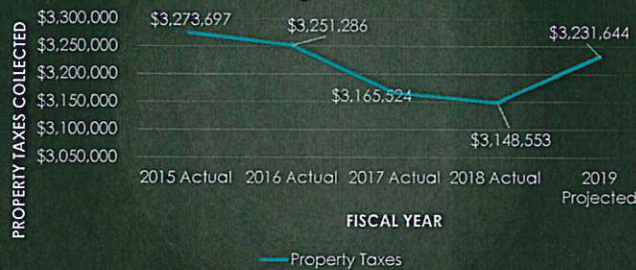 $3,300,000
$3,250,000
$3,200,000
$3,150,000
$3,100,000
$3,050,000
PROPERTY TAXES COLLECTED
$3,273,697
$3,251,286
$3,165,524
$3,148,553
$3,231,644
2015 Actual
2016 Actual
2017 Actual
2018 Actual
2019
Projected
FISCAL YEAR
Property Taxes